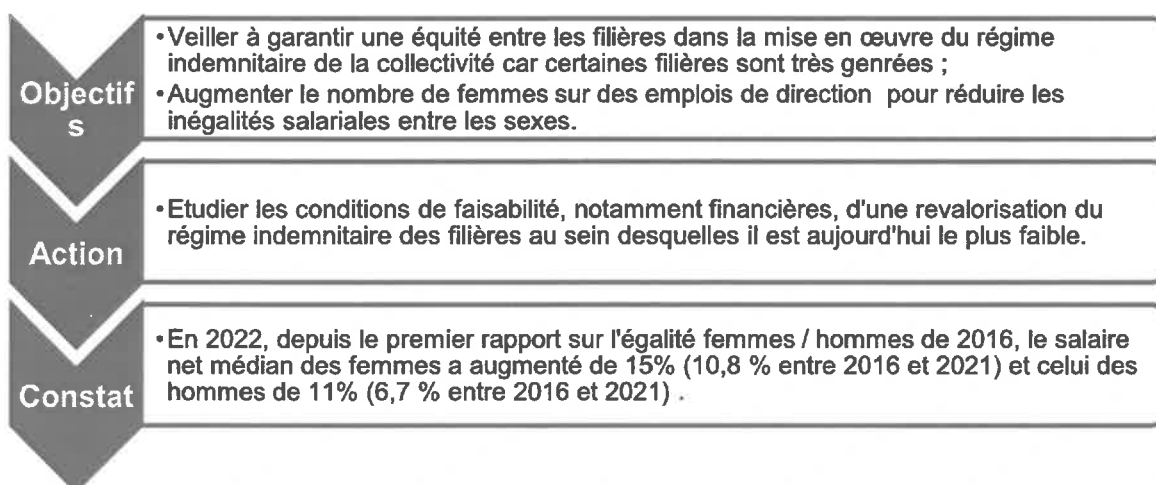 Objectif
s
•Veiller à garantir une équité entre les filières dans la mise en œuvre du régime
indemnitaire de la collectivité car certaines filières sont très genrées ;
•Augmenter le nombre de femmes sur des emplois de direction pour réduire les
inégalités salariales entre les sexes.
Action
•Etudier les conditions de faisabilité, notamment financières, d'une revalorisation du
régime indemnitaire des filières au sein desquelles il est aujourd'hui le plus faible.
Constat
•En 2022, depuis le premier rapport sur l'égalité femmes / hommes de 2016, le salaire
net médian des femmes a augmenté de 15% (10,8 % entre 2016 et 2021) et celui des
hommes de 11% (6,7 % entre 2016 et 2021) .